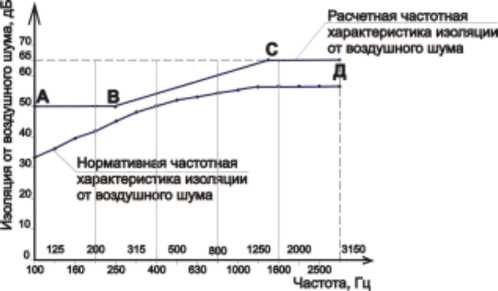 Изоляция от воздушного шума, дБ
70
65
60
50
40
30
20
10
0
Расчетная частотная
характеристика изоляции
от воздушного шума
А
В
С
Д
Нормативная частотная
характеристика изоляции
от воздушного шума
125 200 315 500 800 1250 2000 3150
100 160 250 400 630 1000 1600 2500
Частота, Гц